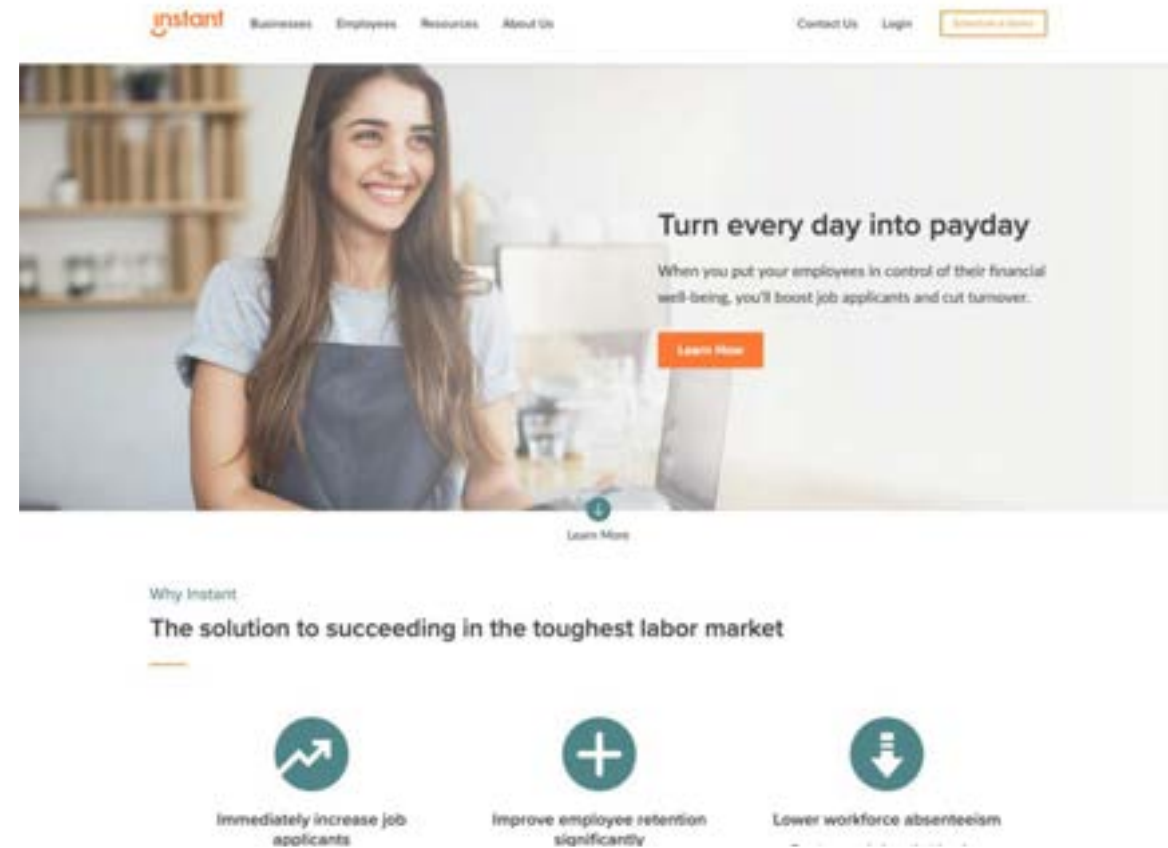 instant
Businesses Employees Resources About Us
Contact Us Login Schedule a demo
Turn every day into payday
When you put your employees in control of their financial
well-being, you'll boost job applicants and cut turnover.
Learn How
Learn More
Why Instant
The solution to succeeding in the toughest labor market
Immediately increase job
applicants
Improve employee retention
significantly
Lower workforce absenteeism